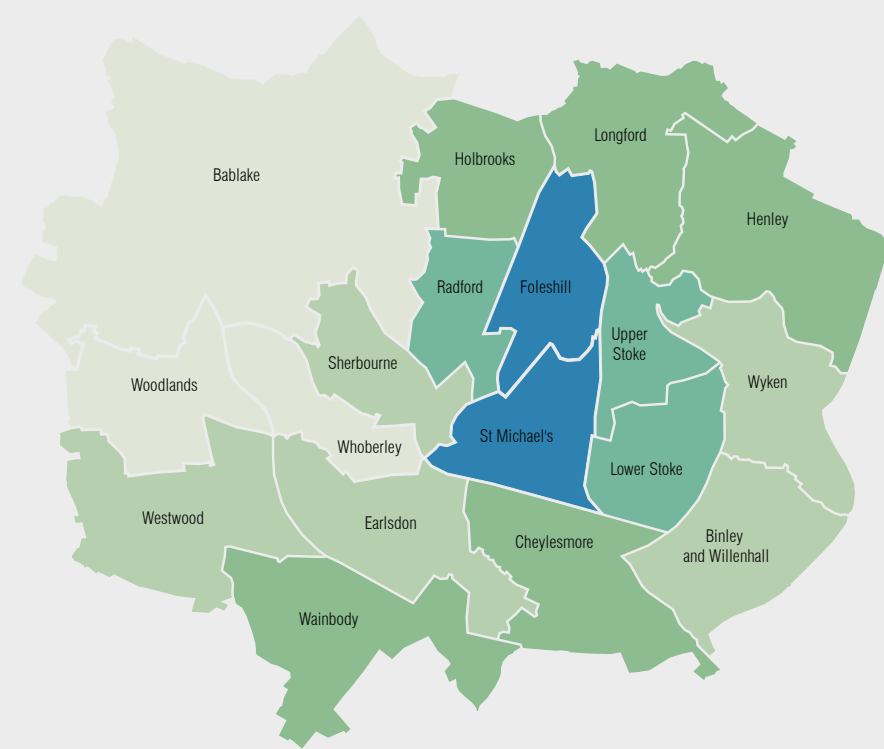 Longford
Holbrooks
Bablake
Henley
Radford
Foleshill
Upper
Stoke
Sherbourne
Woodlands
Wyken
St Michael's
Whoberley
Lower Stoke
Westwood
Earlsdon
Cheylesmore
Binley
and Willenhall
Wainbody